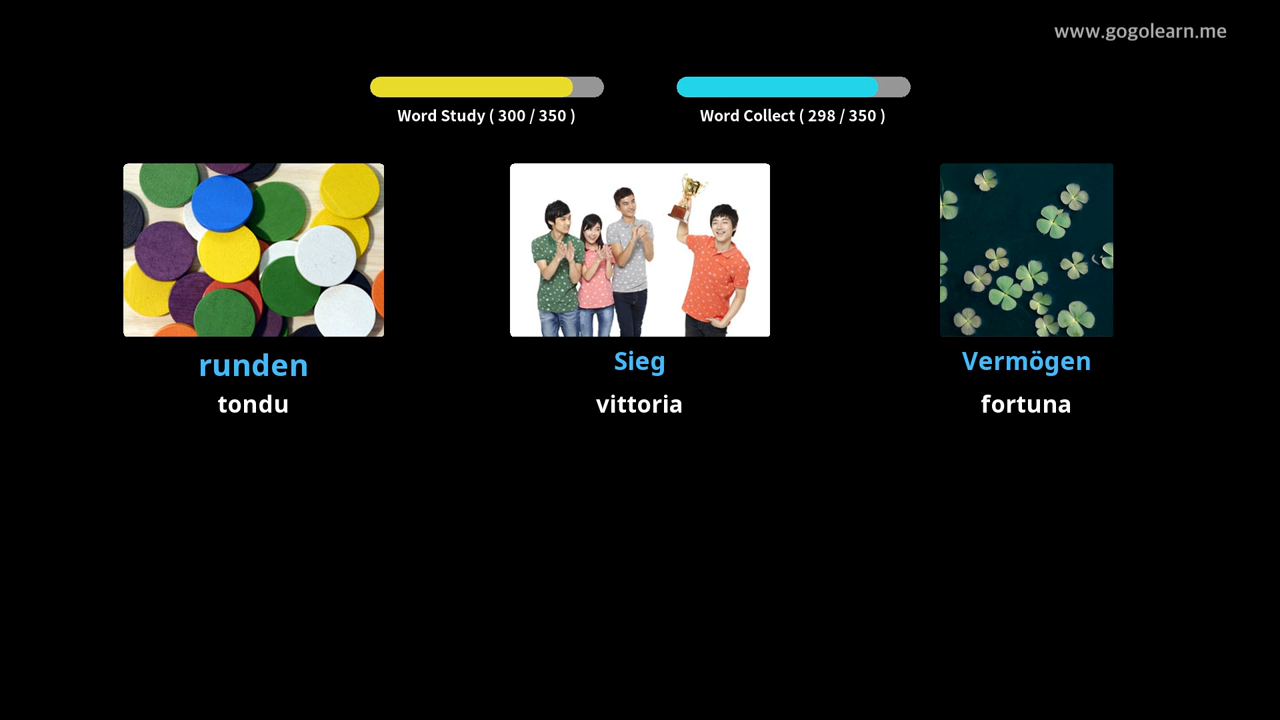 www.gogolearn.me
Word Study ( 300 / 350 )
Word Collect ( 298 / 350 )
runden
Sieg
Vermögen
tondu
vittoria
fortuna